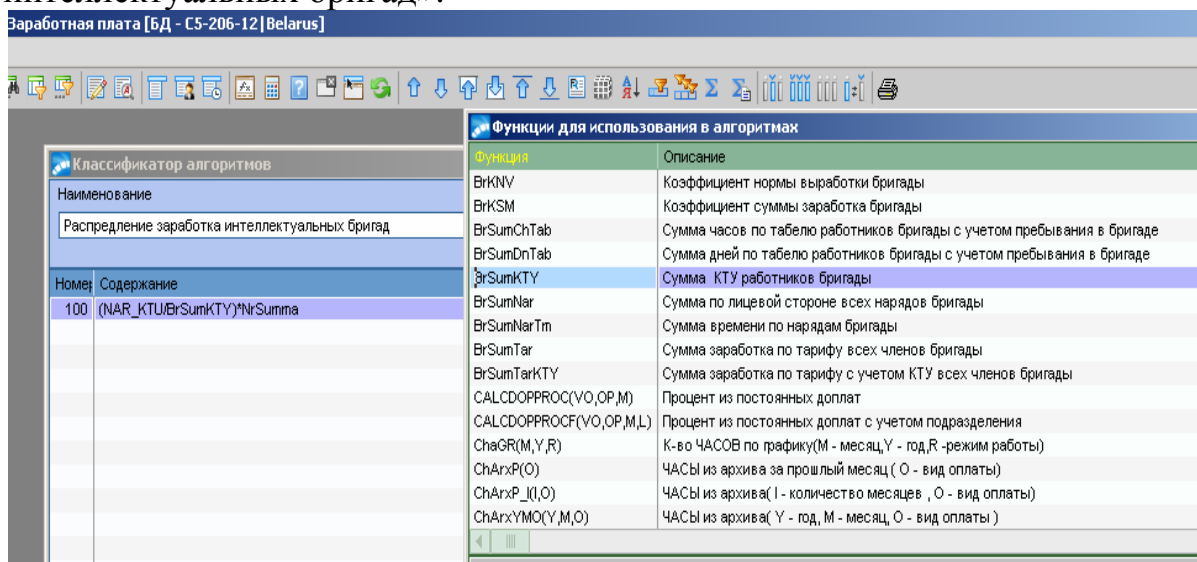 интеллектуальных бригад».
Заработная плата [БД - C5-206-12|Belarus]
Функции для использования в алгоритмах
Классификатор алгоритмов
Функция Описание
Наименование
BrKNV Коэффициент нормы выработки бригады
BrKSM Коэффициент суммы заработка бригады
Распредление заработка интеллектуальных бригад
BrSumChTab Сумма часов по табелю работников бригады с учетом пребывания в бригаде
BrSumDnTab Сумма дней по табелю работников бригады с учетом пребывания в бригаде
Номер Содержание
BrSumKTY Сумма КТУ работников бригады
100 (NAR_KTU/BrSumKTY)*NrSumma
BrSumNar Сумма по лицевой стороне всех нарядов бригады
BrSumNarTm Сумма времени по нарядам бригады
BrSumTar Сумма заработка по тарифу всех членов бригады
BrSumTarKTY Сумма заработка по тарифу с учетом КТУ всех членов бригады
CALCDOPPROC(VO,OP,M) Процент из постоянных доплат
CALCDOPPROCF(VO,OP,M,L) Процент из постоянных доплат с учетом подразделения
ChaGR(M,Y,R) К-во ЧАСОВ по графику(М - месяц,Y - год,R -режим работы)
ChArxP(O) ЧАСЫ из архива за прошлый месяц ( О - вид оплаты)
ChArxP_I(I,O) ЧАСЫ из архива( I - количество месяцев , О - вид оплаты)
ChArxYMO(Y,M,O) ЧАСЫ из архива( Y - год, М - месяц, О - вид оплаты )